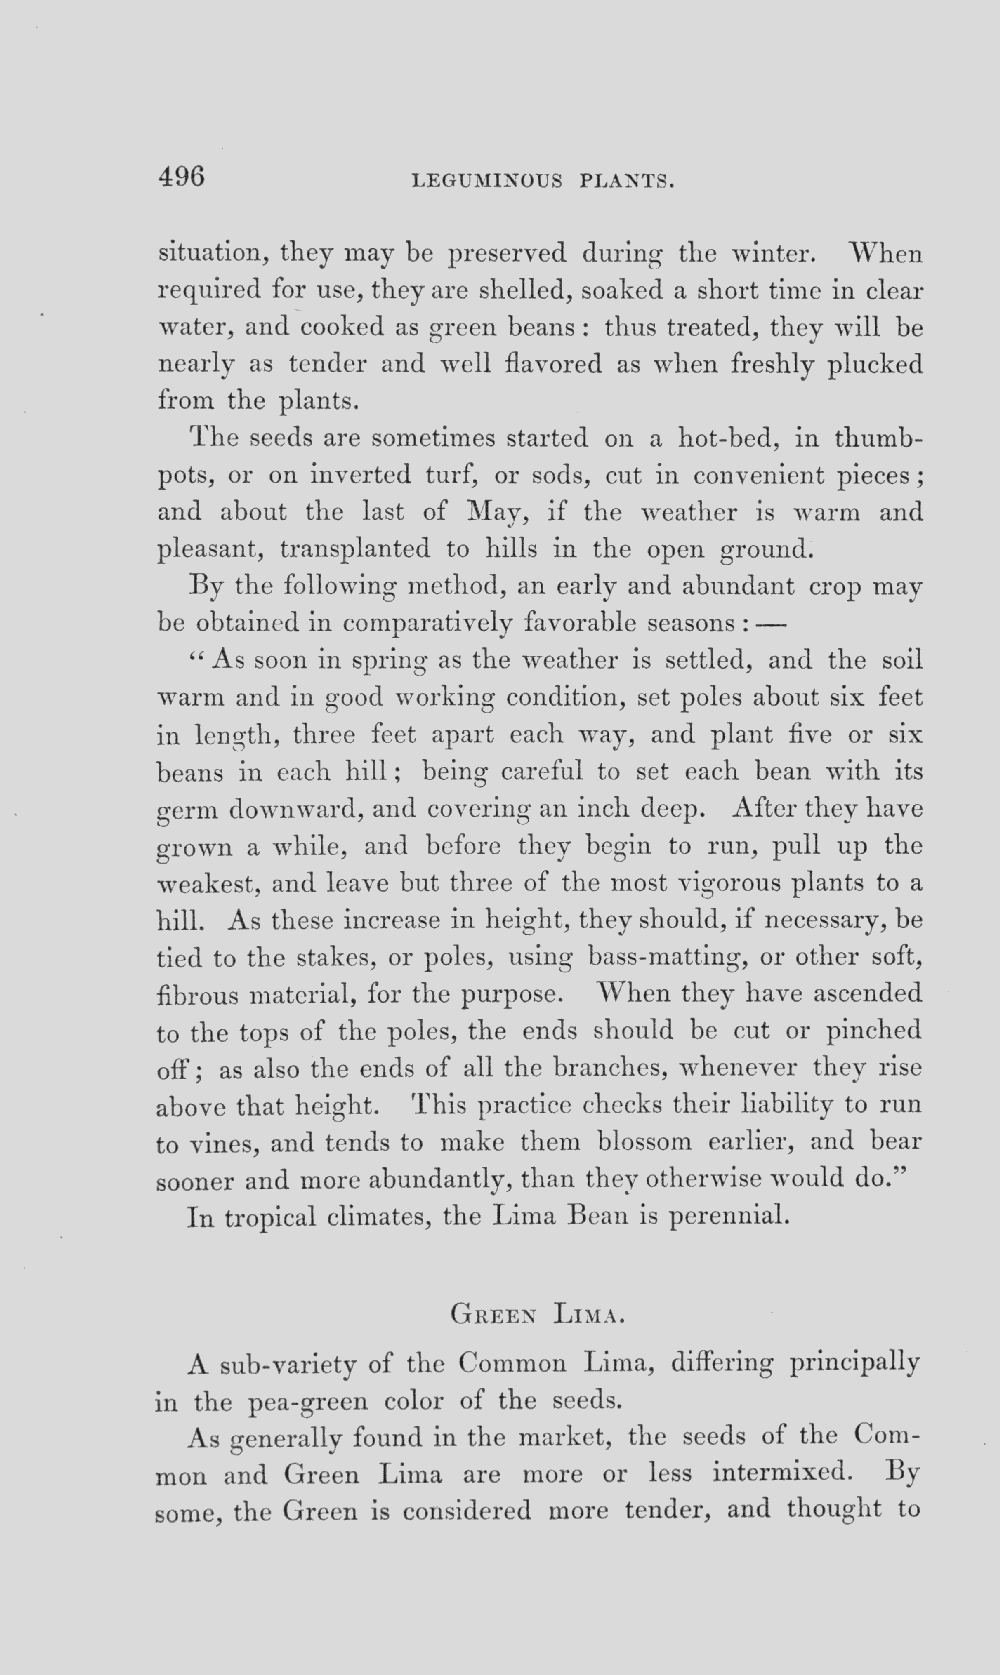 496 LEGUMINOUS PLANTS.
situation, they may be preserved during the winter. When
required for use, they are shelled, soaked a short time in clear
water, and cooked as green beans : thus treated, they will be
nearly as tender and well flavored as when freshly plucked
from the plants.
The seeds are sometimes started on a hot-bed, in thumb-
pots, or on inverted turf, or sods, cut in convenient pieces ;
and about the last of May, if the weather is warm and
pleasant, transplanted to hills in the open ground.
By the following method, an early and abundant crop may
be obtained in comparatively favorable seasons : —
“ As soon in spring as the weather is settled, and the soil
warm and in good working condition, set poles about six feet
in length, three feet apart each way, and plant five or six
beans in each hill ; being careful to set each bean with its
germ downward, and covering an inch deep. After they have
grown a while, and before they begin to run, pull up the
weakest, and leave but three of the most vigorous plants to a
hill. As these increase in height, they should, if necessary, be
tied to the stakes, or poles, using bass-matting, or other soft,
fibrous material, for the purpose. When they have ascended
to the tops of the poles, the ends should be cut or pinched
off ; as also the ends of all the branches, whenever they rise
above that height. This practice checks their liability to run
to vines, and tends to make them blossom earlier, and bear
sooner and more abundantly, than they otherwise would do.”
In tropical climates, the Lima Bean is perennial.
GREEN LIMA.
A sub-variety of the Common Lima, differing principally
in the pea-green color of the seeds.
As generally found in the market, the seeds of the Com-
mon and Green Lima are more or less intermixed. By
some, the Green is considered more tender, and thought to